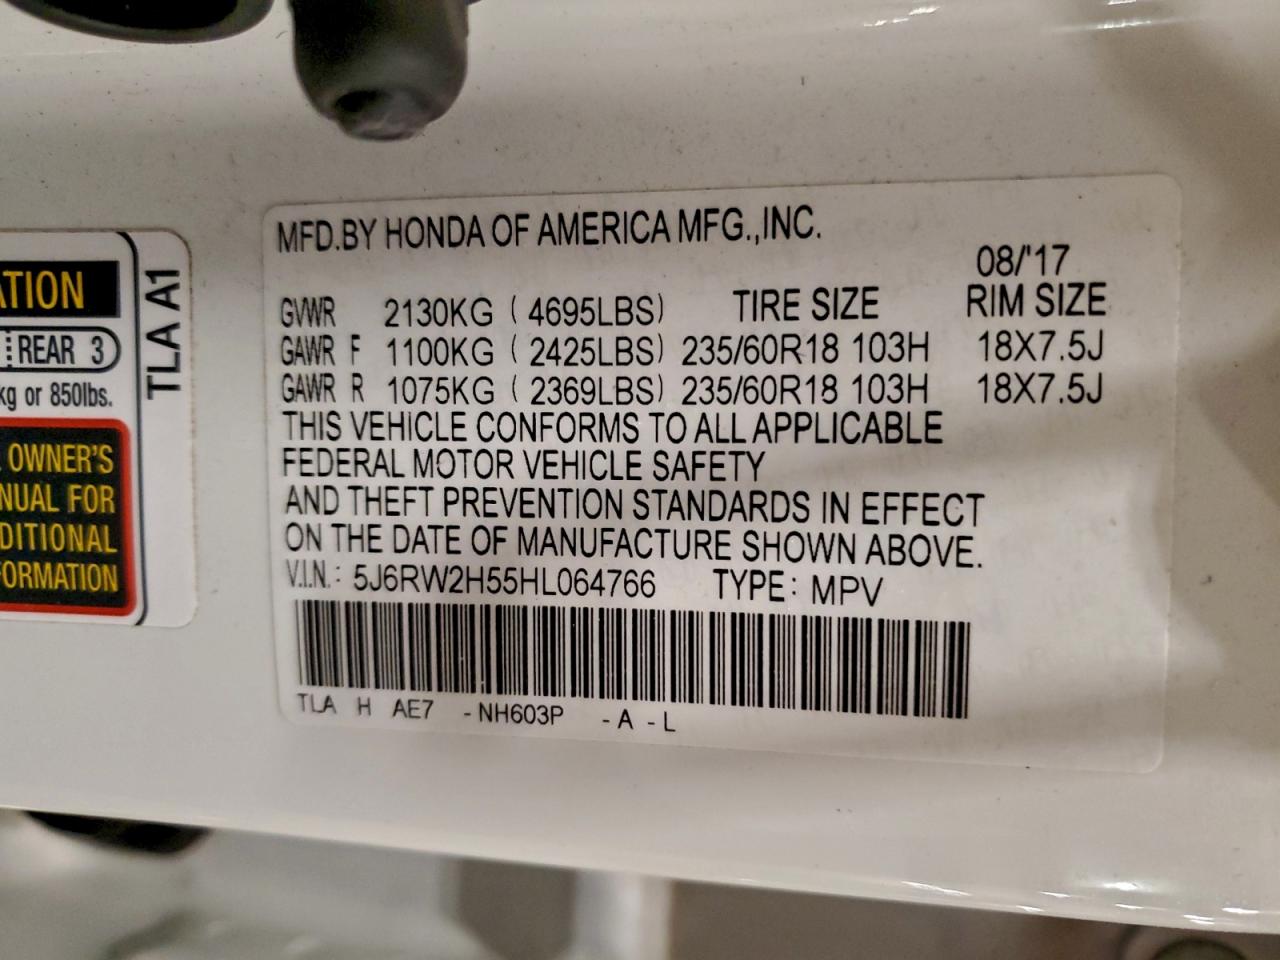 ATION
REAR 3
kg or 850lbs.
OWNER'S
NUAL FOR
DITIONAL
FORMATION
TLA A1
MFD.BY HONDA OF AMERICA MFG.,INC.
08/'17
GVWR 2130KG ( 4695LBS) TIRE SIZE RIM SIZE
GAWR F 1100KG ( 2425LBS) 235/60R18 103H 18X7.5J
GAWR R 1075KG ( 2369LBS) 235/60R18 103H 18X7.5J
THIS VEHICLE CONFORMS TO ALL APPLICABLE
FEDERAL MOTOR VEHICLE SAFETY
AND THEFT PREVENTION STANDARDS IN EFFECT
ON THE DATE OF MANUFACTURE SHOWN ABOVE.
V.I.N.: 5J6RW2H55HL064766 TYPE: MPV
TLA H AE7 -NH603P -A -L